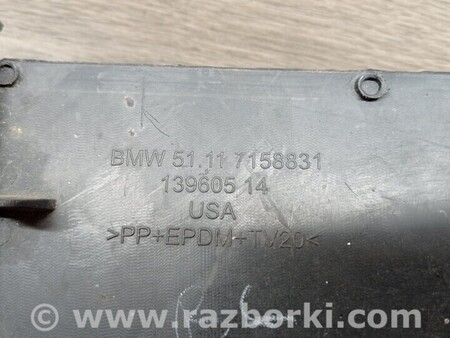 BMW 51.11 7158831
139605 14
USA
>PP+EPDM+TV20<
© www.razborki.com